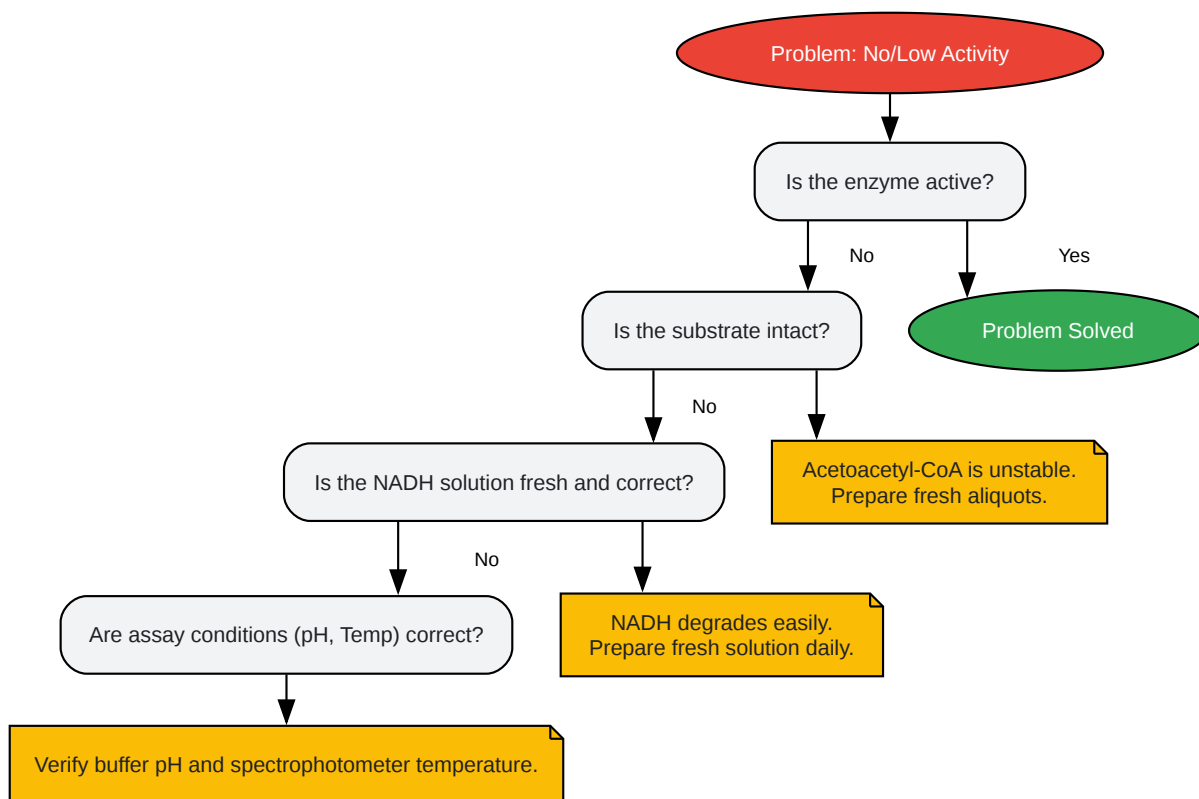 Problem: No/Low Activity
Is the enzyme active?
No
Yes
Is the substrate intact?
Problem Solved
No
Is the NADH solution fresh and correct?
Acetoacetyl-CoA is unstable.
Prepare fresh aliquots.
No
Are assay conditions (pH, Temp) correct?
NADH degrades easily.
Prepare fresh solution daily.
Verify buffer pH and spectrophotometer temperature.